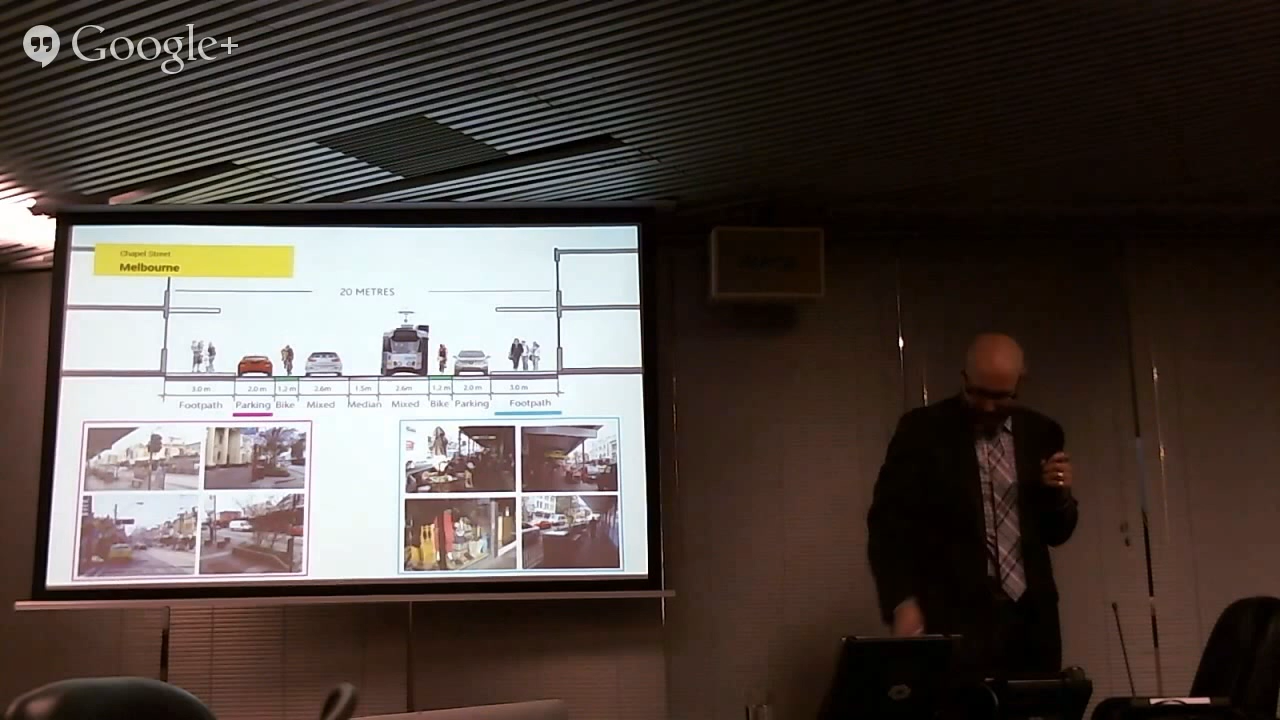 Google+
Chapel Street
Melbourne
20 METRES
3.0 m 2.0 m 1.2 m 2.6m 1.5m 2.6m 1.2 m 2.0 m 3.0 m
Footpath Parking Bike Mixed Median Mixed Bike Parking Footpath